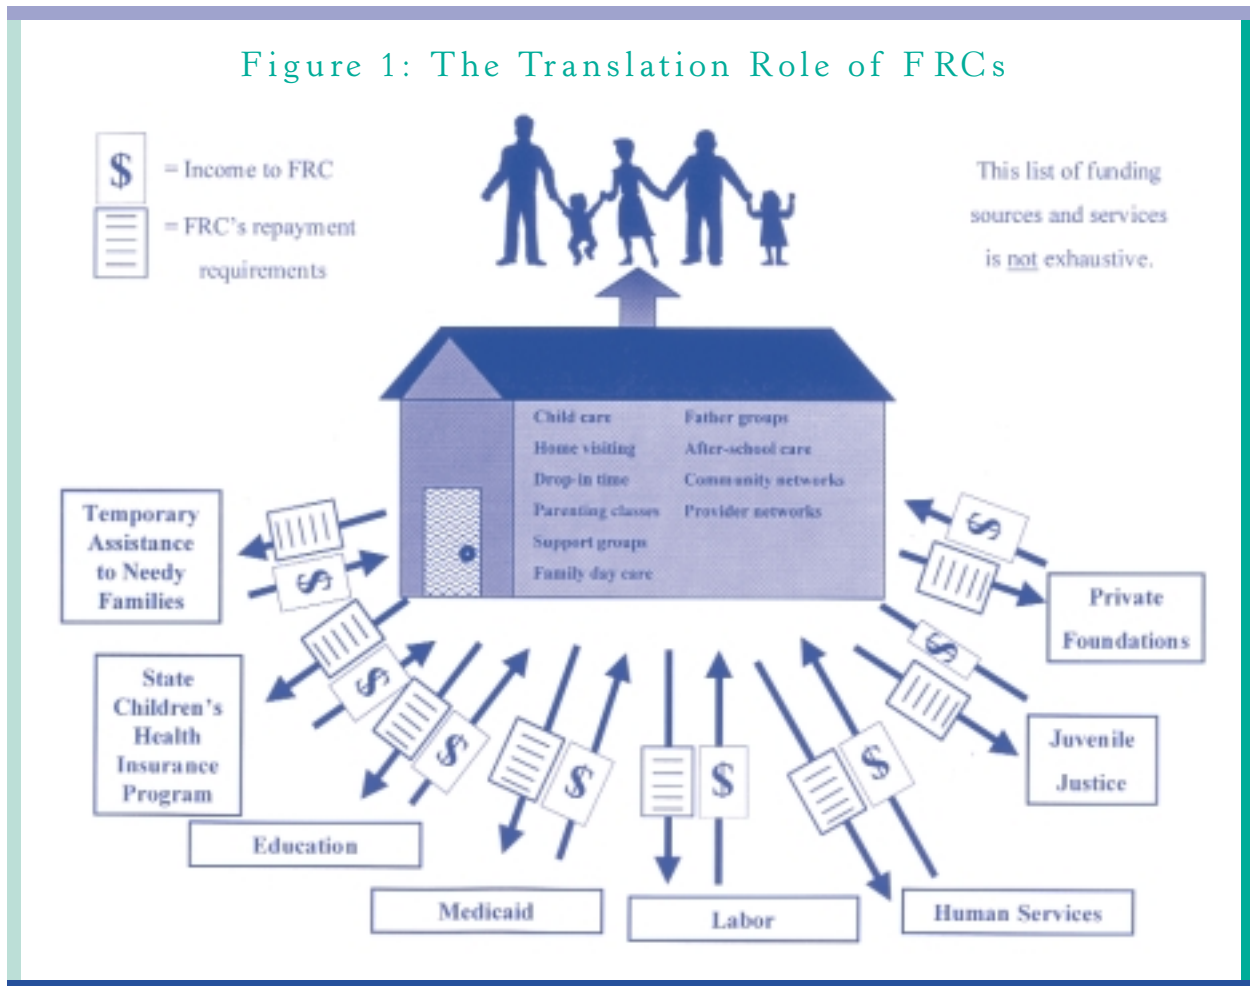 Figure 1: The Translation Role of FRCs
$ = Income to FRC
= FRC's repayment
requirements
This list of funding
sources and services
is not exhaustive.
Child care
Home visiting
Drop-in time
Parenting classes
Support groups
Family day care
Father groups
After-school care
Community networks
Provider networks
Temporary
Assistance
to Needy
Families
$
State
Children's
Health
Insurance
Program
$
Education
$
Medicaid
$
Labor
$
Human Services
$
Juvenile
Justice
$
Private
Foundations
$